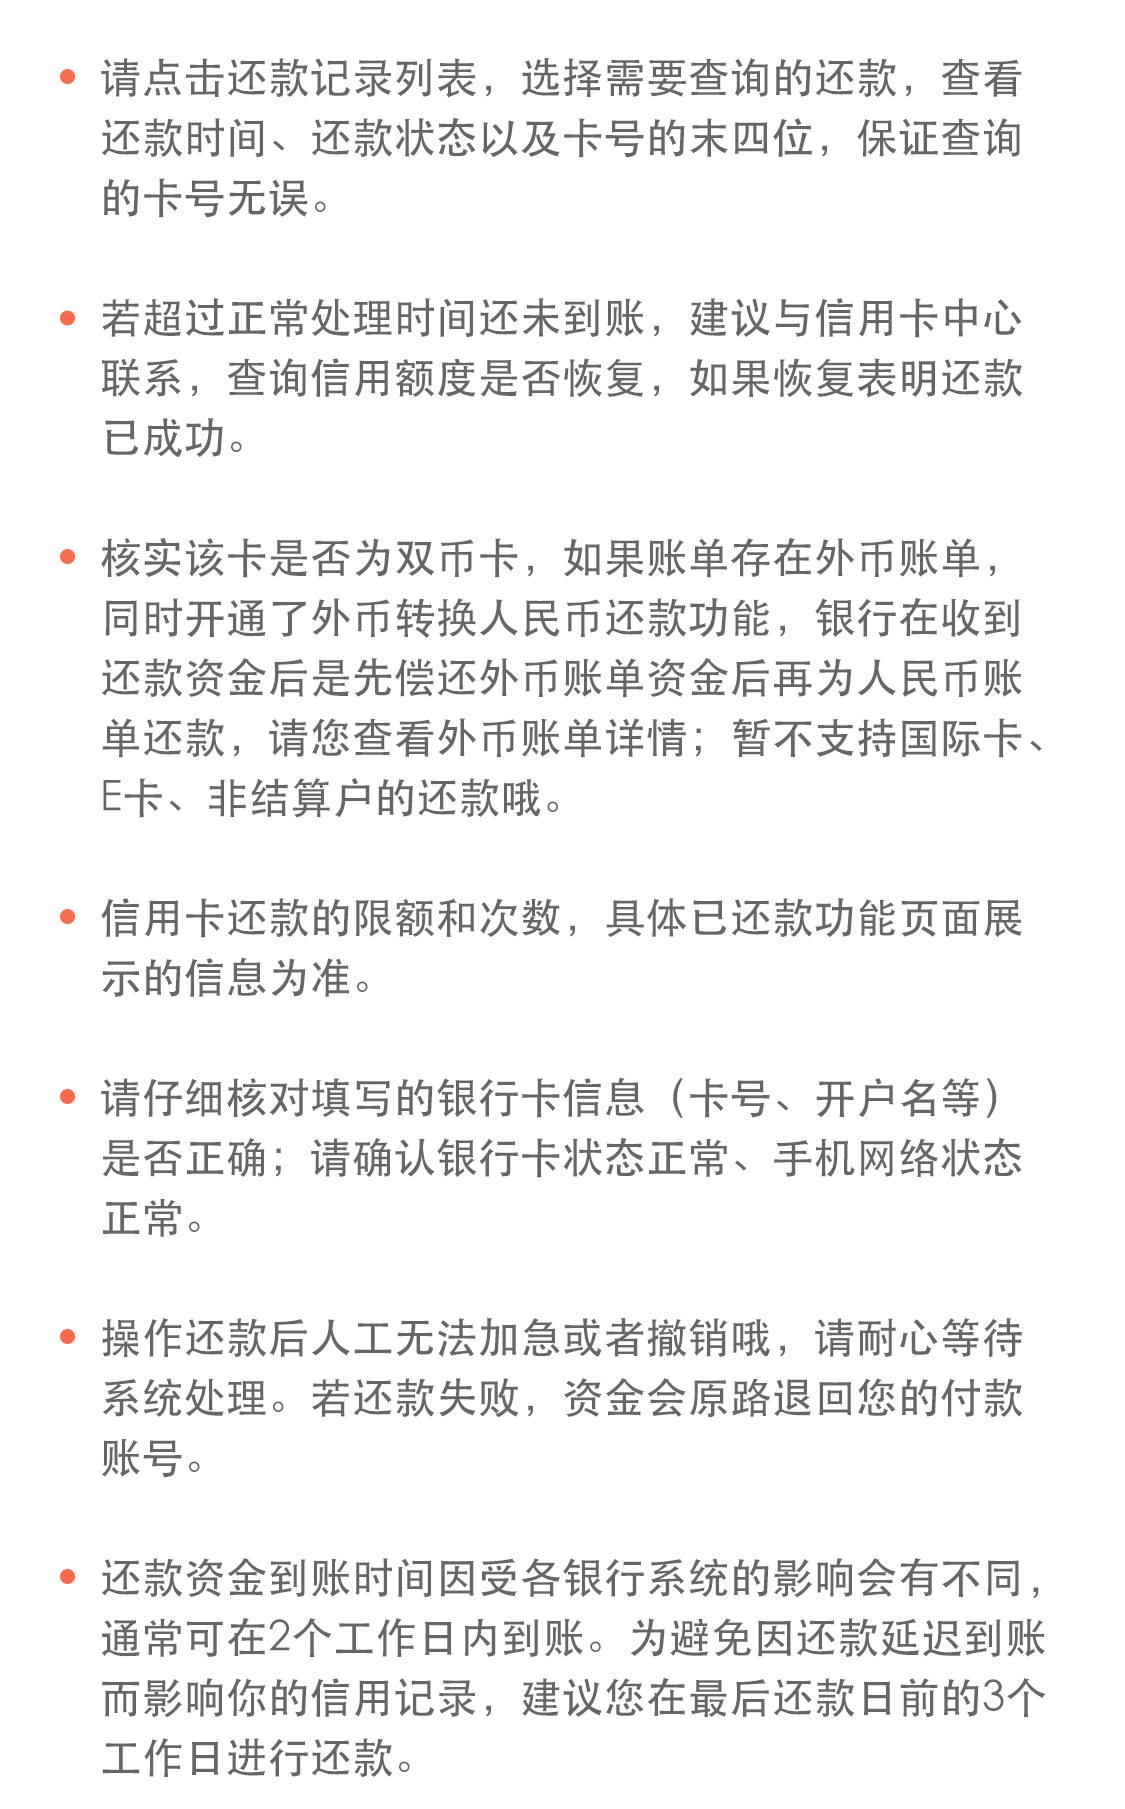 请点击还款记录列表，选择需要查询的还款，查看
还款时间、还款状态以及卡号的末四位，保证查询
的卡号无误。
若超过正常处理时间还未到账，建议与信用卡中心
联系，查询信用额度是否恢复，如果恢复表明还款
已成功。
核实该卡是否为双币卡，如果账单存在外币账单，
同时开通了外币转换人民币还款功能，银行在收到
还款资金后是先偿还外币账单资金后再为人民币账
单还款，请您查看外币账单详情；暂不支持国际卡、
E卡、非结算户的还款哦。
信用卡还款的限额和次数，具体已还款功能页面展
示的信息为准。
请仔细核对填写的银行卡信息（卡号、开户名等）
是否正确；请确认银行卡状态正常、手机网络状态
正常。
操作还款后人工无法加急或者撤销哦，请耐心等待
系统处理。若还款失败，资金会原路退回您的付款
账号。
还款资金到账时间因受各银行系统的影响会有不同，
通常可在2个工作日内到账。为避免因还款延迟到账
而影响你的信用记录，建议您在最后还款日前的3个
工作日进行还款。